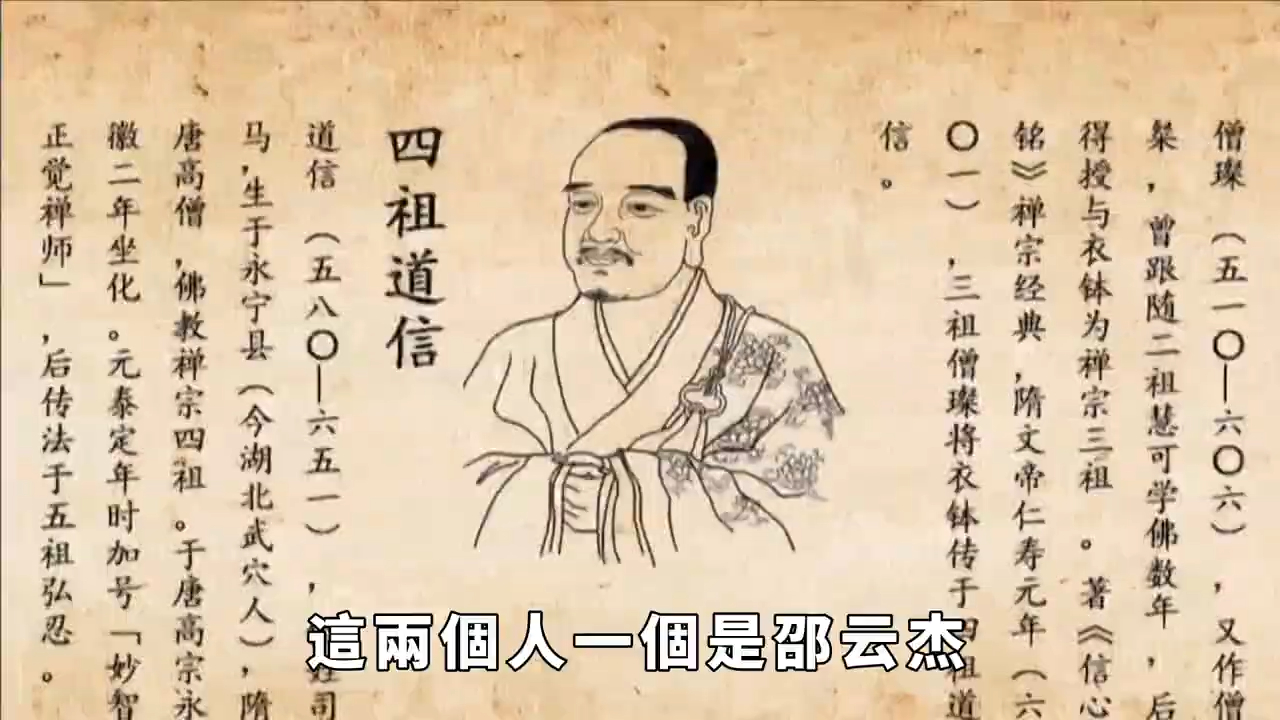 僧璨（五一〇—六〇六），又作僧
粲，曾跟随二祖慧可学佛数年，后
得授与衣钵为禅宗三祖。著《信心
铭》禅宗经典，隋文帝仁寿元年（六
〇一），三祖僧璨将衣钵传于四祖道
信。
四祖道信
道信（五八〇—六五一），姓司
马，生于永宁县（今湖北武穴人），隋
唐高僧，佛教禅宗四祖。于唐高宗永
徽二年坐化。元泰定年时加号「妙智
正觉禅师」，后传法于五祖弘忍。
這兩個人一個是邵云杰